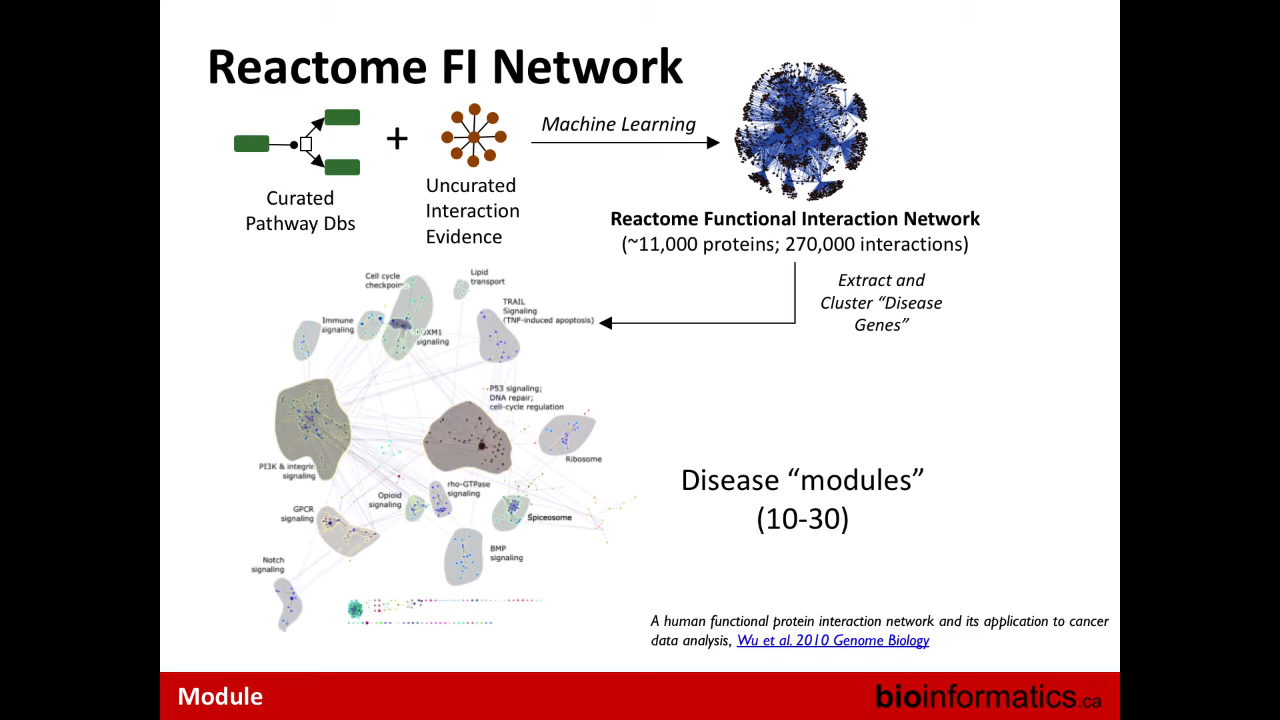 Reactome FI Network
+
Machine Learning
Curated
Pathway Dbs
Uncurated
Interaction
Evidence
Reactome Functional Interaction Network
(~11,000 proteins; 270,000 interactions)
Extract and
Cluster “Disease
Genes”
Cell cycle
checkpoint
Lipid
transport
TRAIL
Signaling
(TNF-induced apoptosis)
Immune
signaling
signaling
P53 signaling;
DNA repair;
cell-cycle regulation
Ribosome
PI3K & integrin
signaling
rho-GTPase
signaling
Opioid
signaling
GPCR
signaling
Spiceosome
BMP
signaling
Notch
signaling
Disease “modules”
(10-30)
A human functional protein interaction network and its application to cancer
data analysis, Wu et al. 2010 Genome Biology
Module
bioinformatics.ca